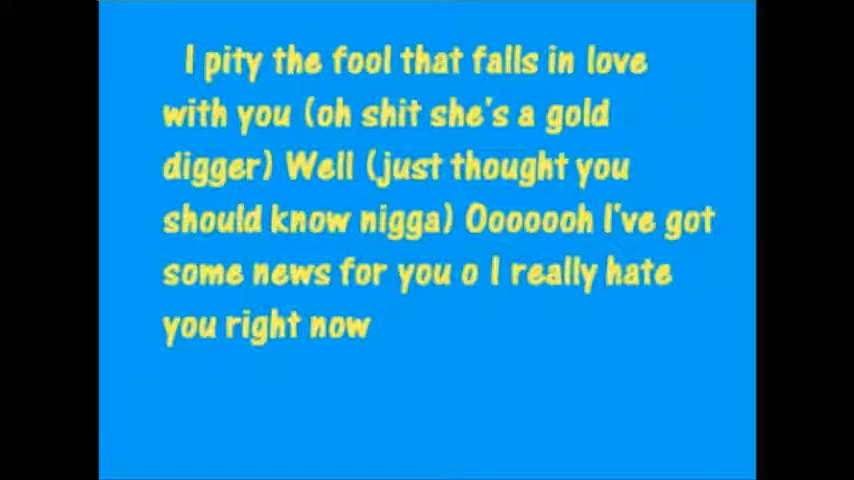 I pity the fool that falls in love
with you (oh shit she's a gold
digger) Well (just thought you
should know nigga) Ooooooh I've got
some news for you o I really hate
you right now